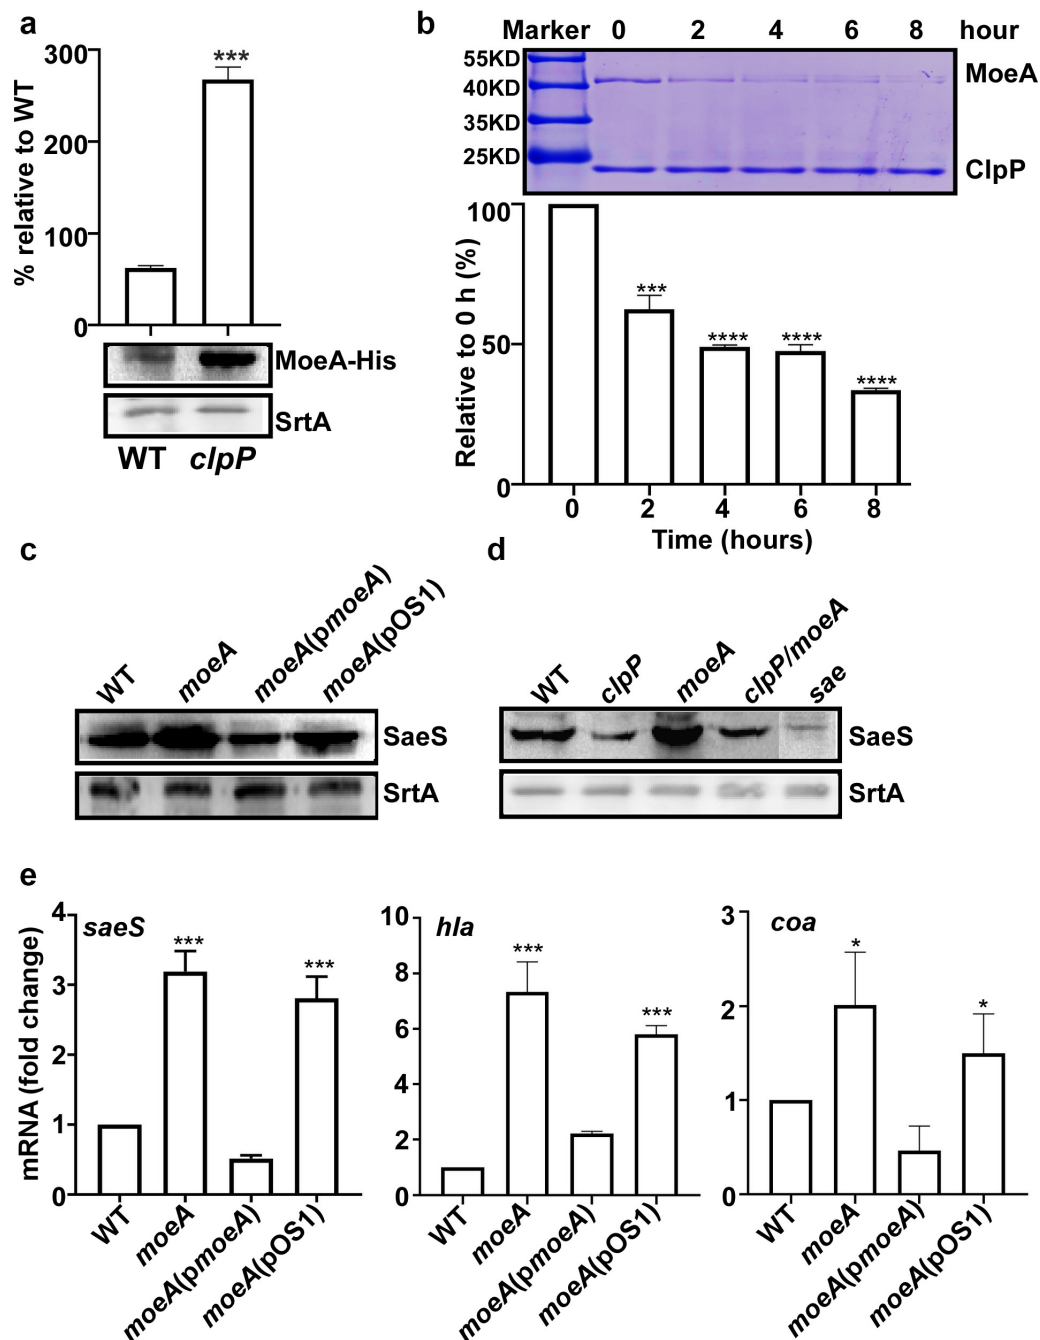 a
% relative to WT
300
200
100
0
***
MoeA-His
SrtA
WT clpP
b
Marker 0 2 4 6 8 hour
55KD
40KD
35KD
25KD
MoeA
ClpP
Relative to 0 h (%)
100
50
0
***
****
****
****
0 2 4 6 8
Time (hours)
c
WT
moeA
moeA(pmoeA)
moeA(pOS1)
SaeS
SrtA
d
WT
clpP
moeA
clpP/moeA
sae
SaeS
SrtA
e
mRNA (fold change)
saeS
4
3
2
1
0
***
***
WT
moeA
moeA(pmoeA)
moeA(pOS1)
hla
10
8
6
4
2
0
***
***
WT
moeA
moeA(pmoeA)
moeA(pOS1)
coa
3
2
1
0
*
*
WT
moeA
moeA(pmoeA)
moeA(pOS1)